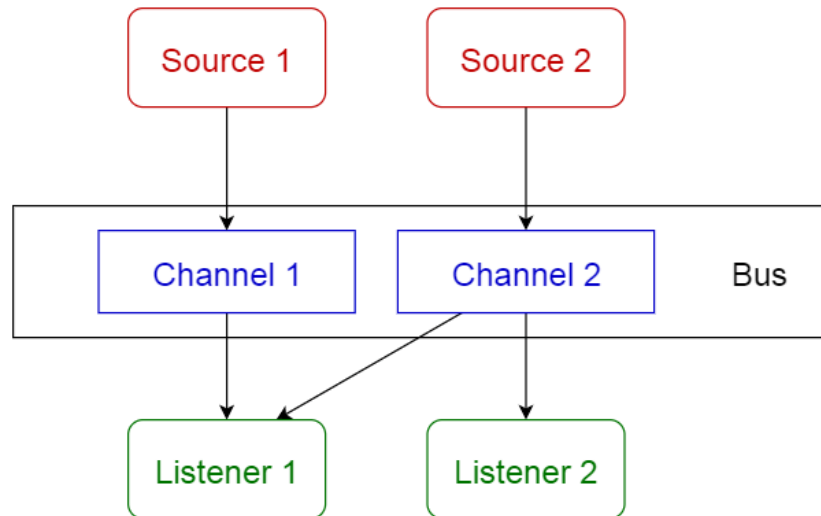 Source 1
Source 2
Channel 1
Channel 2
Bus
Listener 1
Listener 2